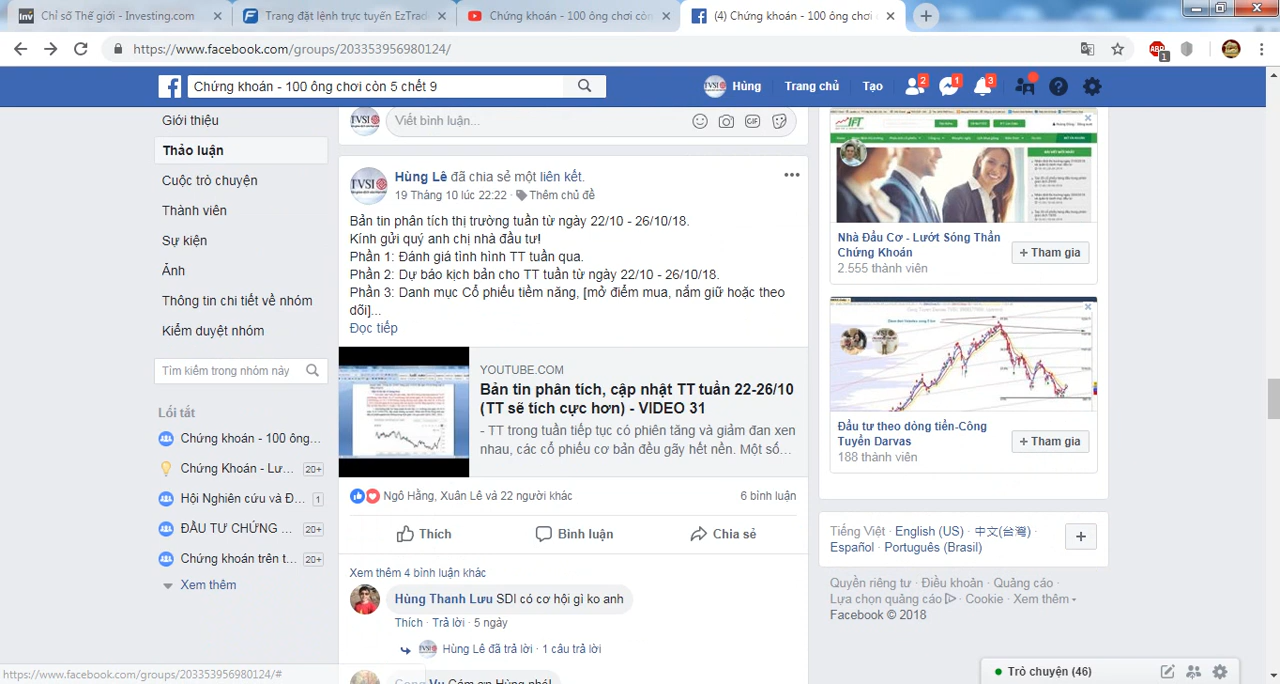 Chỉ số Thế giới - Investing.com
Trang đặt lệnh trực tuyến EzTrade
Chứng khoán - 100 ông chơi còn 5
(4) Chứng khoán - 100 ông chơi còn
https://www.facebook.com/groups/203353956980124/
Chứng khoán - 100 ông chơi còn 5 chết 9
Hùng
Trang chủ
Tạo
2
1
3
1
Giới thiệu
Thảo luận
Cuộc trò chuyện
Thành viên
Sự kiện
Ảnh
Thông tin chi tiết về nhóm
Kiểm duyệt nhóm
Tìm kiếm trong nhóm này
Lối tắt
Chứng khoán - 100 ông...
Chứng Khoán - Lư... 20+
Hội Nghiên cứu và Đ... 1
ĐẦU TƯ CHỨNG ... 20+
Chứng khoán trên t... 20+
Xem thêm
https://www.facebook.com/groups/203353956980124/#
Viết bình luận...
GIF
Hùng Lê đã chia sẻ một liên kết.
19 Tháng 10 lúc 22:22 · Thêm chủ đề
Bản tin phân tích thị trường tuần từ ngày 22/10 - 26/10/18.
Kính gửi quý anh chị nhà đầu tư!
Phần 1: Đánh giá tình hình TT tuần qua.
Phần 2: Dự báo kịch bản cho TT tuần từ ngày 22/10 - 26/10/18.
Phần 3: Danh mục Cổ phiếu tiềm năng, [mở điểm mua, nắm giữ hoặc theo
dõi]...
Đọc tiếp
YOUTUBE.COM
Bản tin phân tích, cập nhật TT tuần 22-26/10
(TT sẽ tích cực hơn) - VIDEO 31
- TT trong tuần tiếp tục có phiên tăng và giảm đan xen
nhau, các cổ phiếu cơ bản đều gãy hết nền. Một số...
Ngô Hằng, Xuân Lê và 22 người khác
6 bình luận
Thích
Bình luận
Chia sẻ
Xem thêm 4 bình luận khác
Hùng Thanh Lưu SDI có cơ hội gì ko anh
Thích · Trả lời · 5 ngày
Hùng Lê đã trả lời · 1 câu trả lời
Cong Vu Cám ơn Hùng nhé!
IFT
Nhà Đầu Cơ - Lướt Sóng Thần
Chứng Khoán
2.555 thành viên
+ Tham gia
Đầu tư theo dòng tiền-Công
Tuyển Darvas
188 thành viên
+ Tham gia
Tiếng Việt · English (US) · 中文(台灣) ·
Español · Português (Brasil)
+
Quyền riêng tư · Điều khoản · Quảng cáo ·
Lựa chọn quảng cáo · Cookie · Xem thêm
Facebook © 2018
Trò chuyện (46)